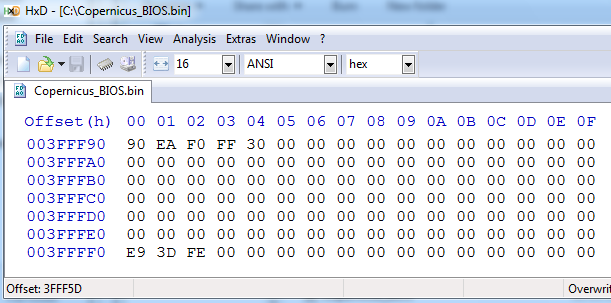 HxD - [C:\Copernicus_BIOS.bin]
File Edit Search View Analysis Extras Window ?
16 ANSI hex
Copernicus_BIOS.bin
Offset(h) 00 01 02 03 04 05 06 07 08 09 0A 0B 0C 0D 0E 0F
003FFF90 90 EA F0 FF 30 00 00 00 00 00 00 00 00 00 00 00
003FFFA0 00 00 00 00 00 00 00 00 00 00 00 00 00 00 00 00
003FFFB0 00 00 00 00 00 00 00 00 00 00 00 00 00 00 00 00
003FFFC0 00 00 00 00 00 00 00 00 00 00 00 00 00 00 00 00
003FFFD0 00 00 00 00 00 00 00 00 00 00 00 00 00 00 00 00
003FFFE0 00 00 00 00 00 00 00 00 00 00 00 00 00 00 00 00
003FFFF0 E9 3D FE 00 00 00 00 00 00 00 00 00 00 00 00 00
Offset: 3FFF5D Overwrit